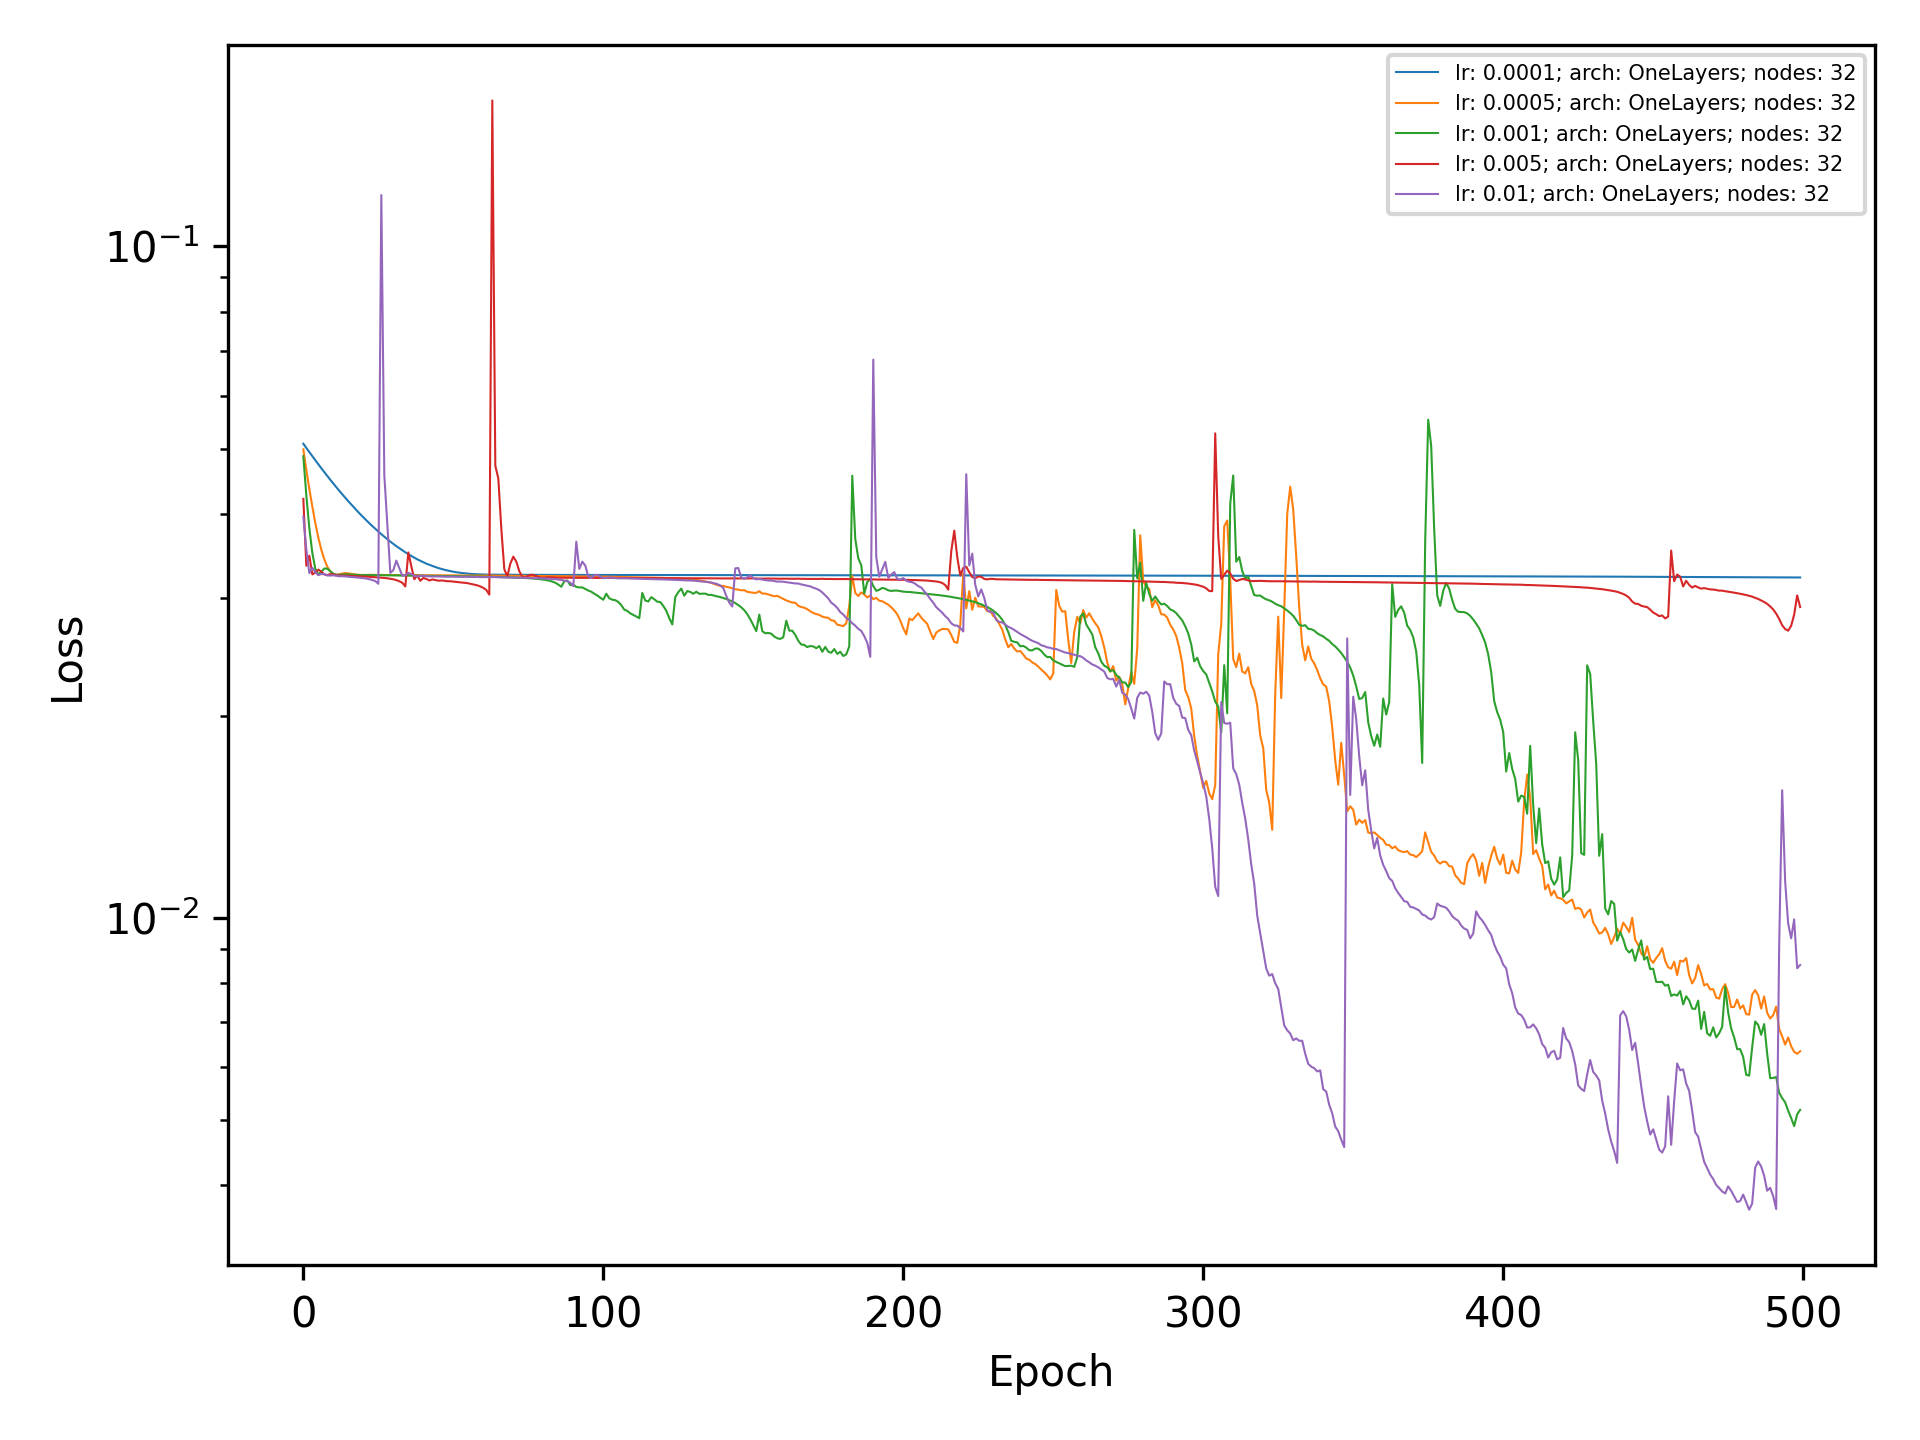 lr: 0.0001; arch: OneLayers; nodes: 32
lr: 0.0005; arch: OneLayers; nodes: 32
lr: 0.001; arch: OneLayers; nodes: 32
lr: 0.005; arch: OneLayers; nodes: 32
lr: 0.01; arch: OneLayers; nodes: 32
10⁻¹
10⁻²
Loss
0 100 200 300 400 500
Epoch